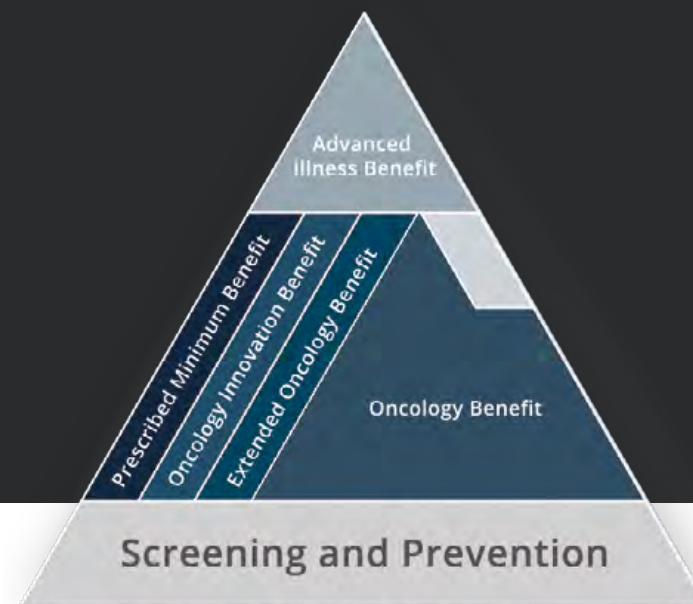 Advanced
Illness Benefit
Prescribed Minimum Benefit
Oncology Innovation Benefit
Extended Oncology Benefit
Oncology Benefit
Screening and Prevention